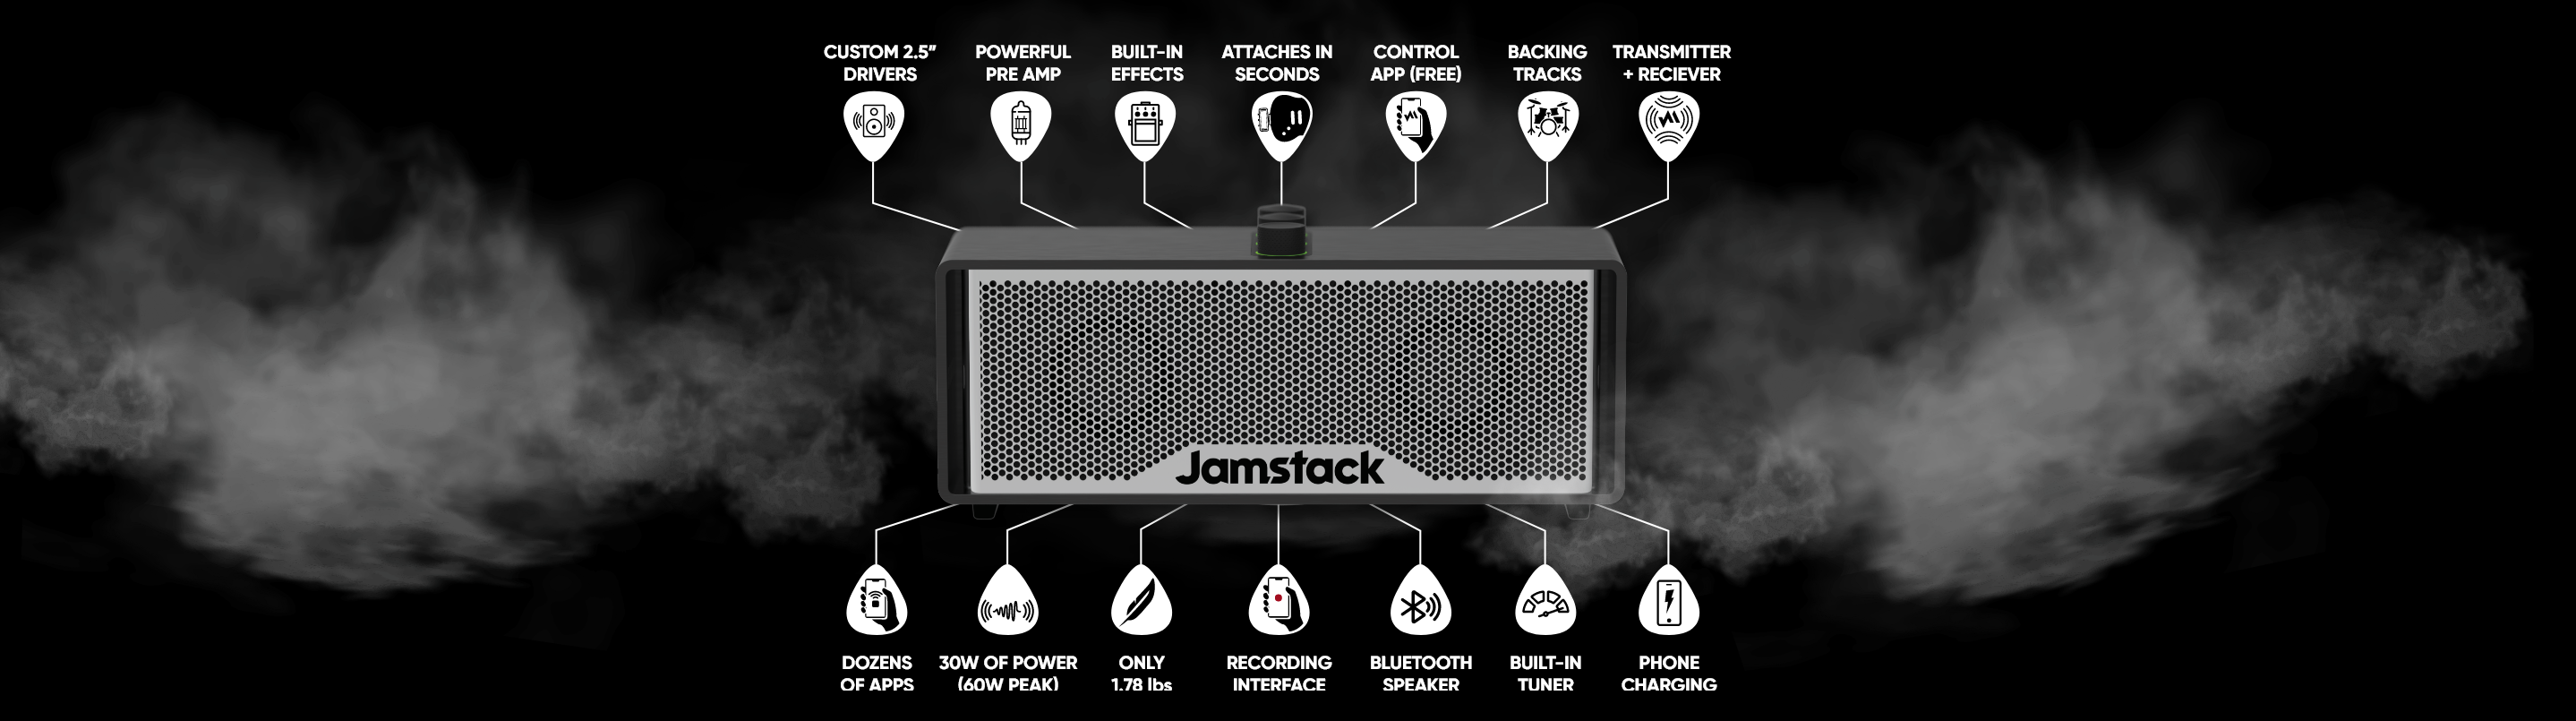 CUSTOM 2.5"
DRIVERS
POWERFUL
PRE AMP
BUILT-IN
EFFECTS
ATTACHES IN
SECONDS
CONTROL
APP (FREE)
BACKING
TRACKS
TRANSMITTER
+ RECIEVER
Jamstack
DOZENS
OF APPS
30W OF POWER
(60W PEAK)
ONLY
1.78 lbs
RECORDING
INTERFACE
BLUETOOTH
SPEAKER
BUILT-IN
TUNER
PHONE
CHARGING